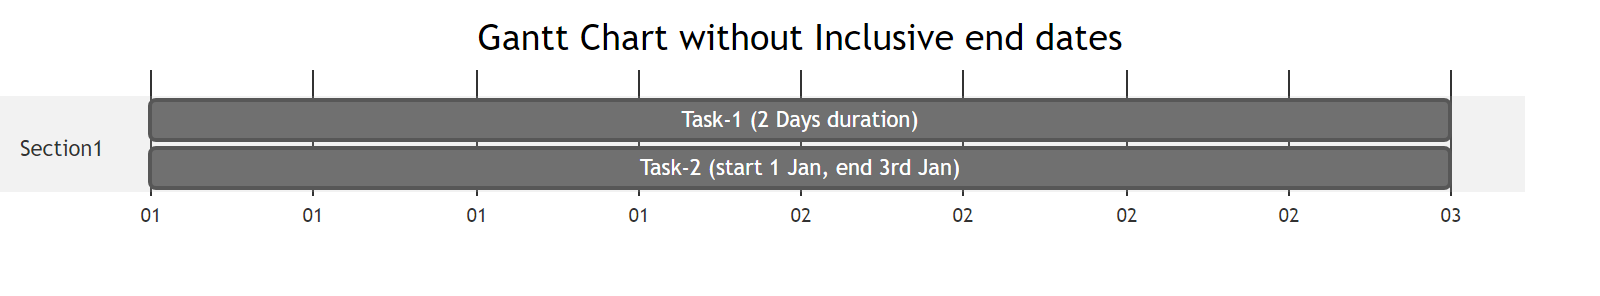 Gantt Chart without Inclusive end dates
Task-1 (2 Days duration)
Section1
Task-2 (start 1 Jan, end 3rd Jan)
01 01 01 01 02 02 02 02 03